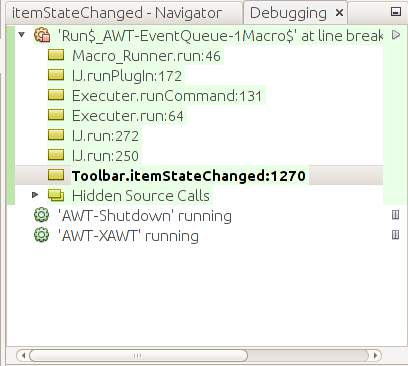 itemStateChanged - Navigator Debugging
'Run$_AWT-EventQueue-1Macro$' at line break
Macro_Runner.run:46
IJ.runPlugIn:172
Executer.runCommand:131
Executer.run:64
IJ.run:272
IJ.run:250
Toolbar.itemStateChanged:1270
Hidden Source Calls
'AWT-Shutdown' running
'AWT-XAWT' running